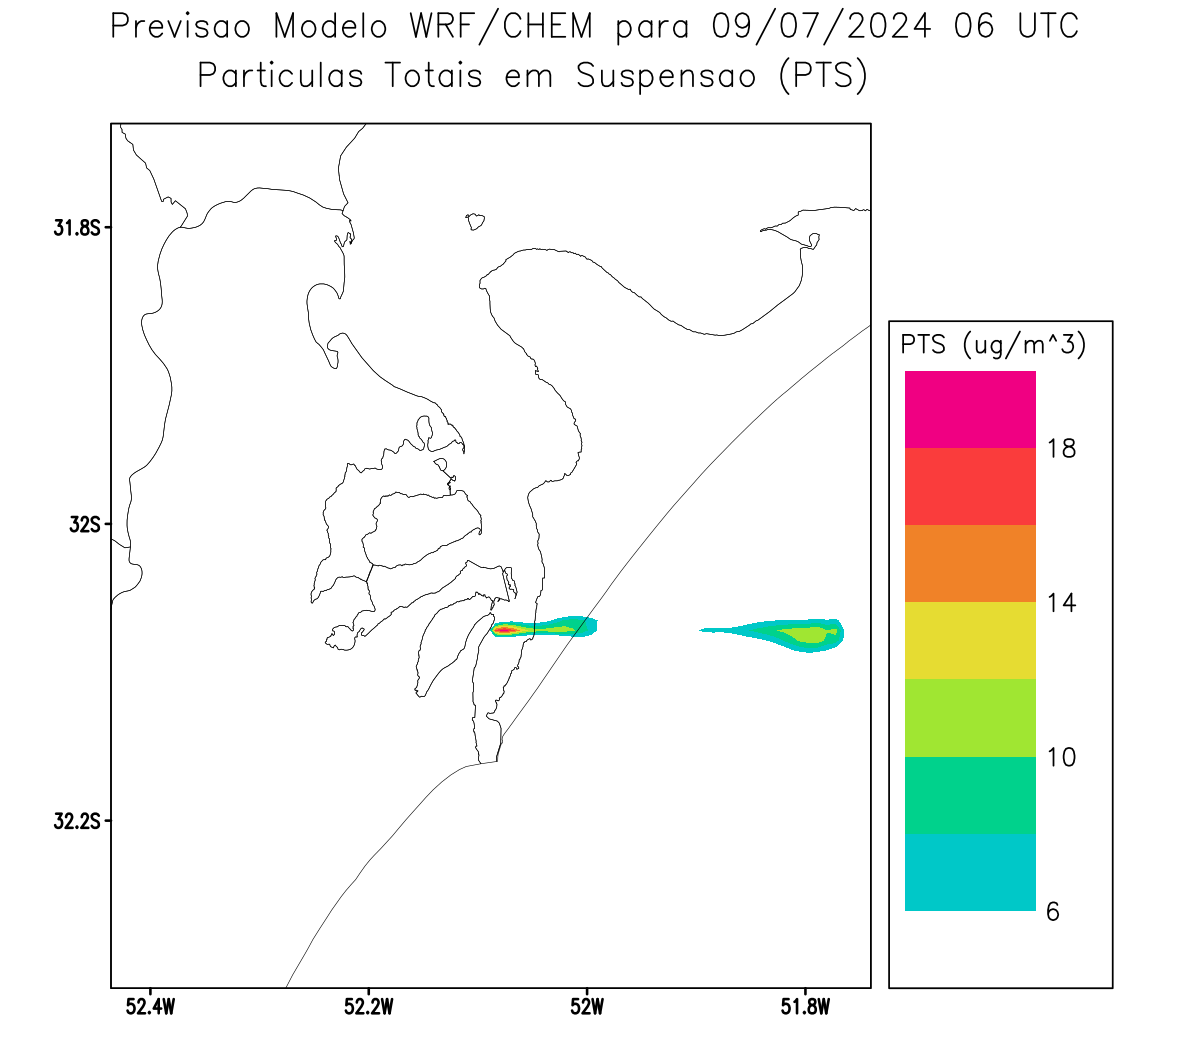 Previsao Modelo WRF/CHEM para 09/07/2024 06 UTC
Particulas Totais em Suspensao (PTS)
31.8S
32S
32.2S
52.4W
52.2W
52W
51.8W
PTS (ug/m^3)
18
14
10
6